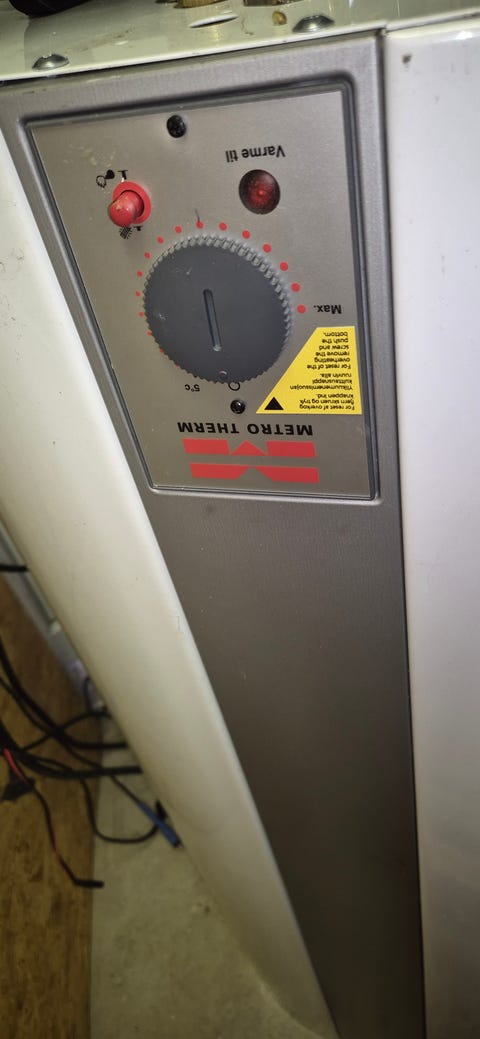 METRO THERM
For reset af overkog
fjern skruen og tryk
knappen ind.
Ylikuumenemissuojan
kuittausnappi
ruuvin alla.
For reset of the
overheating
remove the
screw and
push the
bottom.
5°C
Max.
Varme til